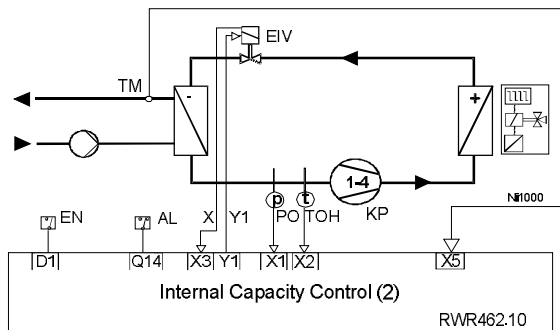 EIV
TM
-
+
1-4
p
t
PO TOH
KP
Ni1000
EN
AL
X
Y1
D1
Q14
X3
Y1
X1
X2
X5
Internal Capacity Control (2)
RWR462.10